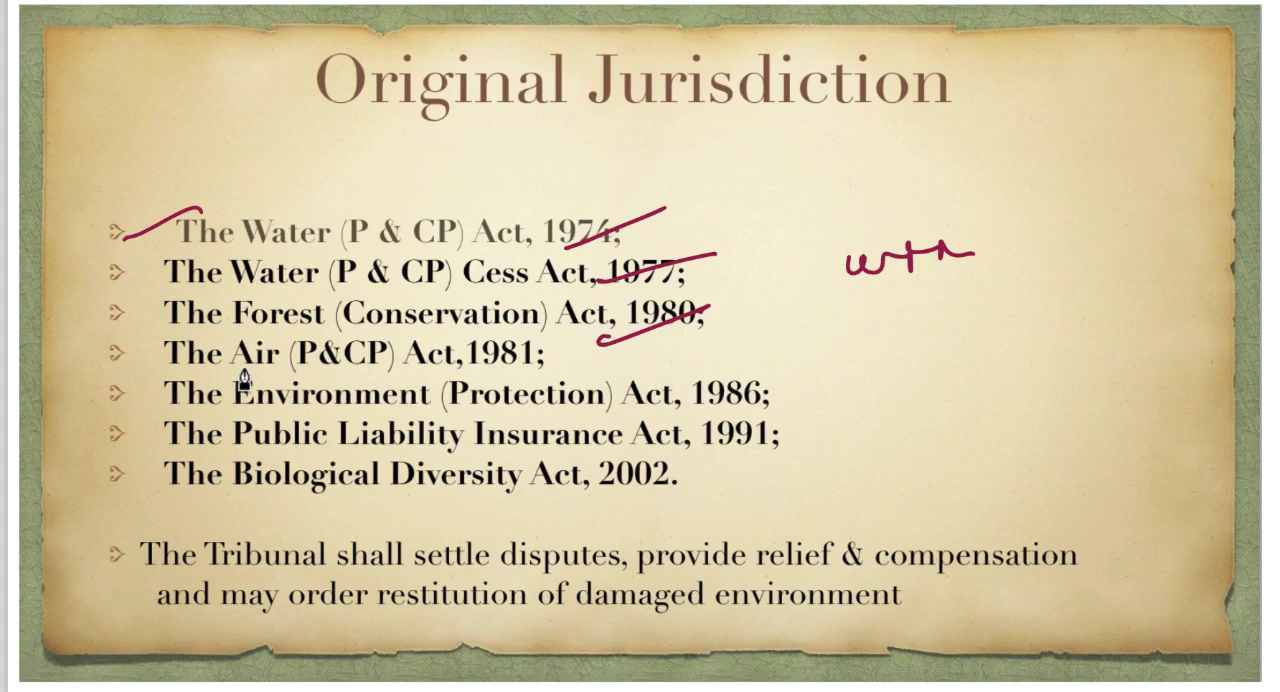 Original Jurisdiction
The Water (P & CP) Act, 1974;
The Water (P & CP) Cess Act, 1977;
The Forest (Conservation) Act, 1980;
The Air (P&CP) Act,1981;
The Environment (Protection) Act, 1986;
The Public Liability Insurance Act, 1991;
The Biological Diversity Act, 2002.
The Tribunal shall settle disputes, provide relief & compensation
and may order restitution of damaged environment